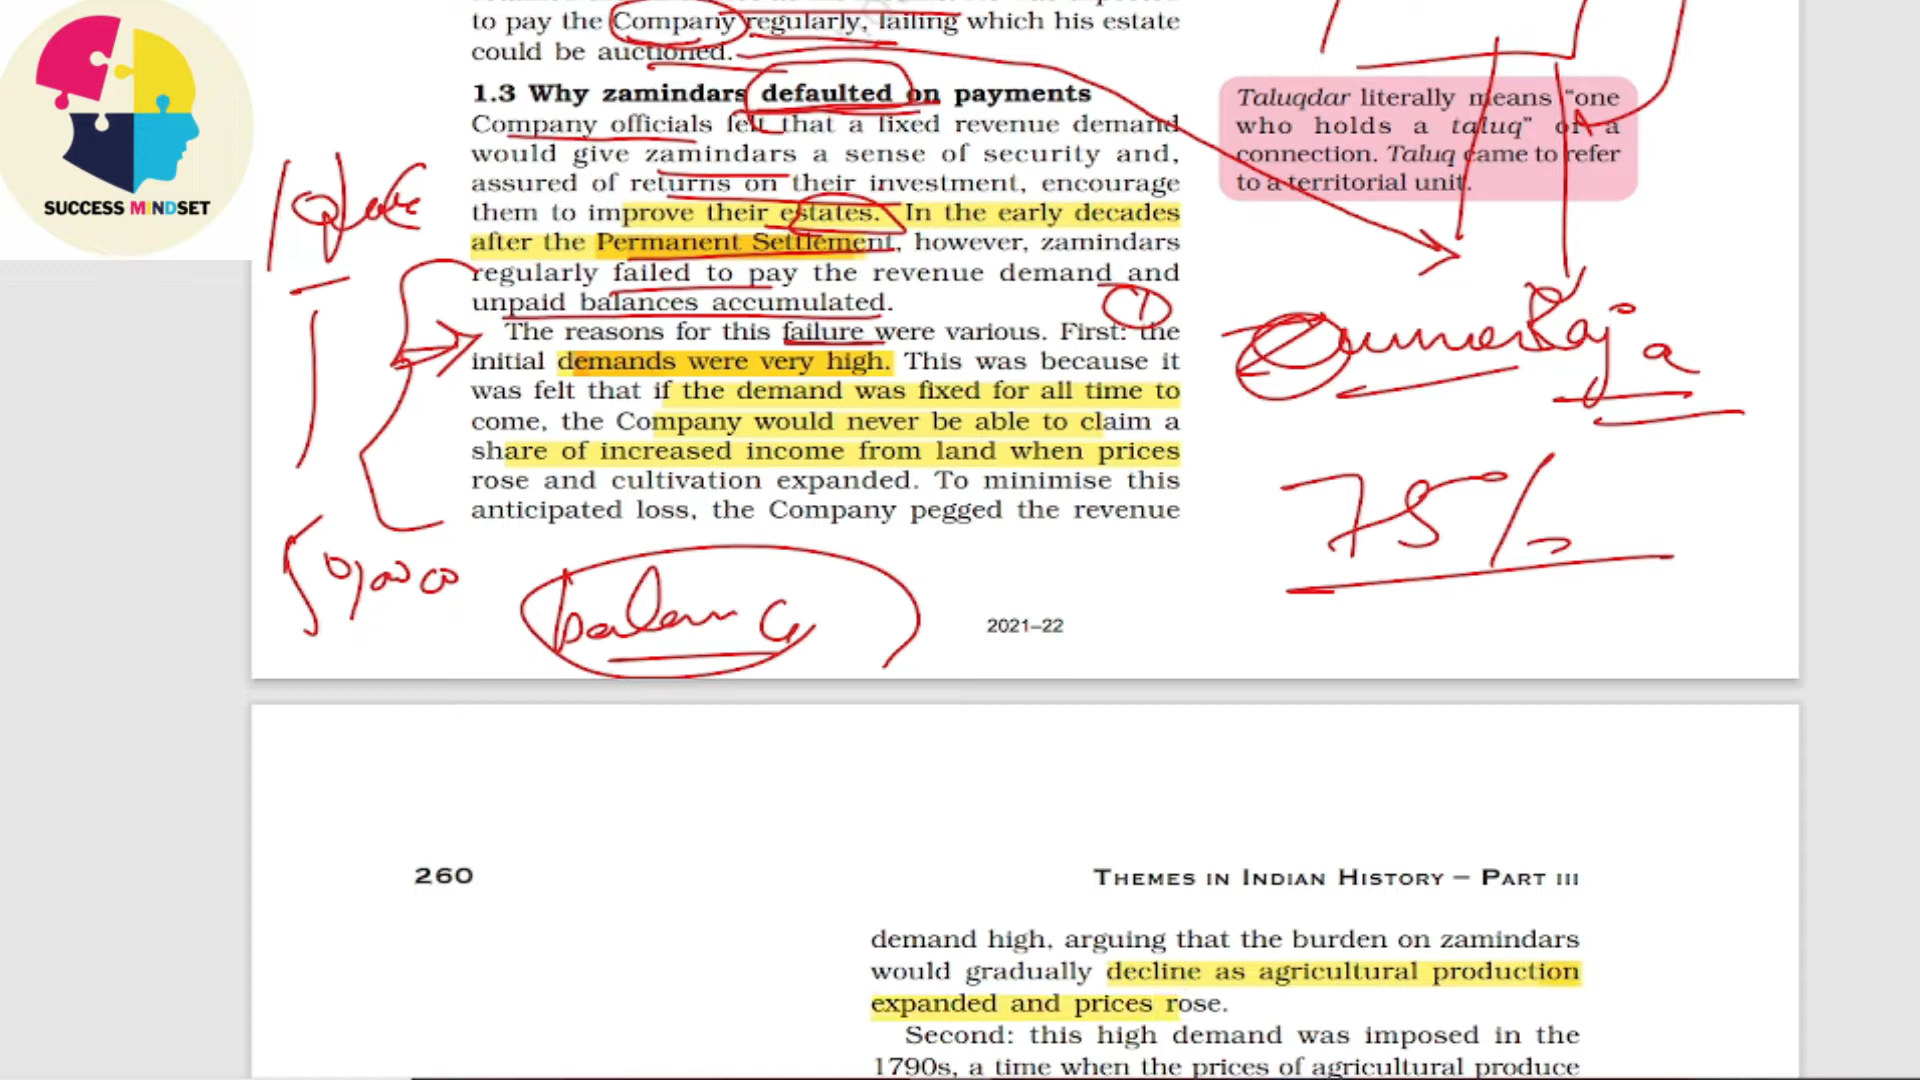 to pay the Company regularly, failing which his estate
could be auctioned.
1.3 Why zamindars defaulted on payments
Company officials felt that a fixed revenue demand
would give zamindars a sense of security and,
assured of returns on their investment, encourage
them to improve their estates. In the early decades
after the Permanent Settlement, however, zamindars
regularly failed to pay the revenue demand and
unpaid balances accumulated.
The reasons for this failure were various. First: the
initial demands were very high. This was because it
was felt that if the demand was fixed for all time to
come, the Company would never be able to claim a
share of increased income from land when prices
rose and cultivation expanded. To minimise this
anticipated loss, the Company pegged the revenue
Taluqdar literally means “one
who holds a taluq” or a
connection. Taluq came to refer
to a territorial unit.
SUCCESS MINDSET
1
75%
2021–22
260
THEMES IN INDIAN HISTORY – PART III
demand high, arguing that the burden on zamindars
would gradually decline as agricultural production
expanded and prices rose.
Second: this high demand was imposed in the
1790s, a time when the prices of agricultural produce